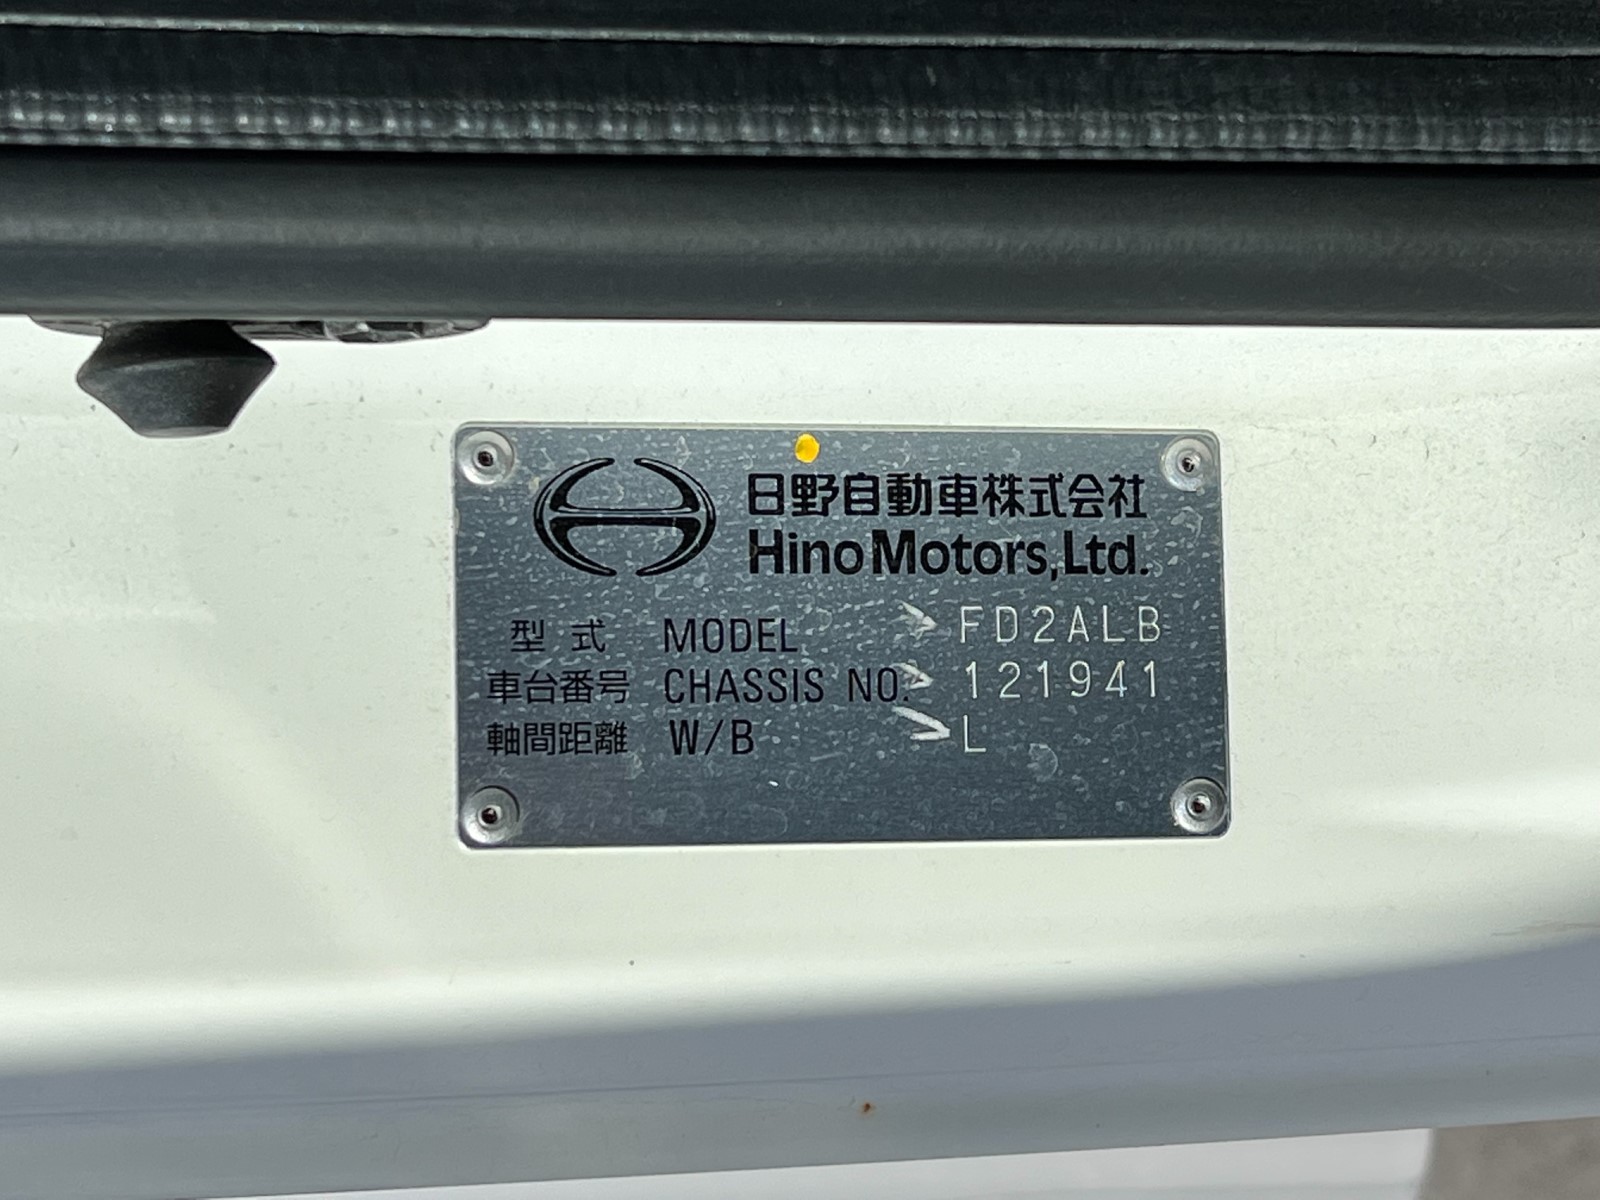 日野自動車株式会社
Hino Motors, Ltd.
型式 MODEL FD2ALB
車台番号 CHASSIS NO. 121941
軸間距離 W/B L